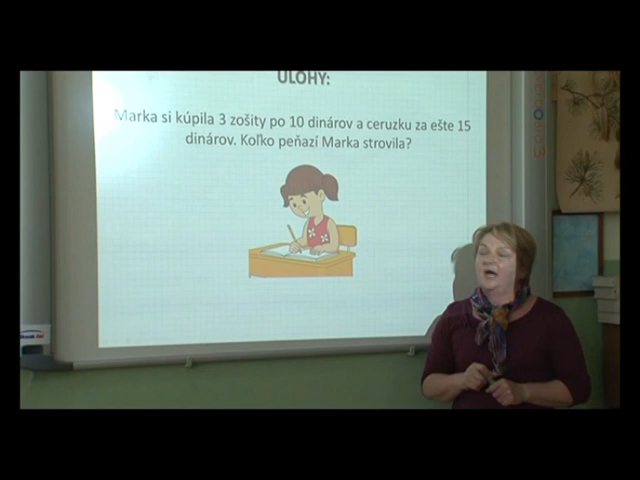 ÚLOHY:
Marka si kúpila 3 zošity po 10 dinárov a ceruzku za ešte 15
dinárov. Koľko peňazí Marka strovila?